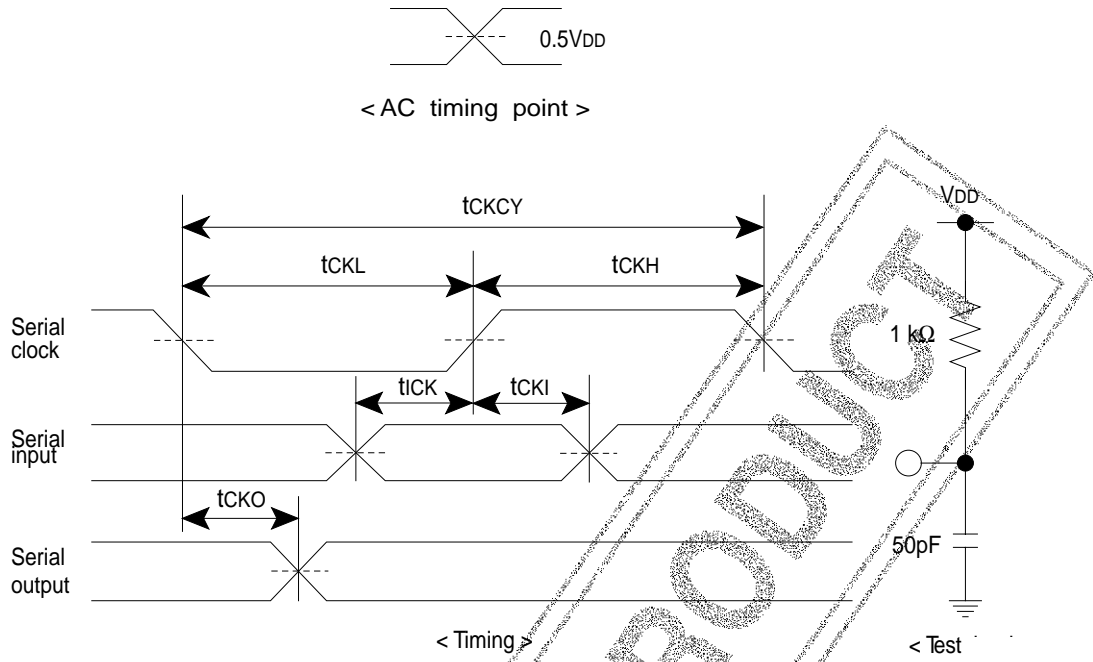 0.5VDD
< AC timing point >
VDD
tCKCY
tCKL
tCKH
Serial
clock
1 kΩ
tICK
tCKI
Serial
input
tCKO
50pF
Serial
output
< Timing >
< Test
PRODUCT